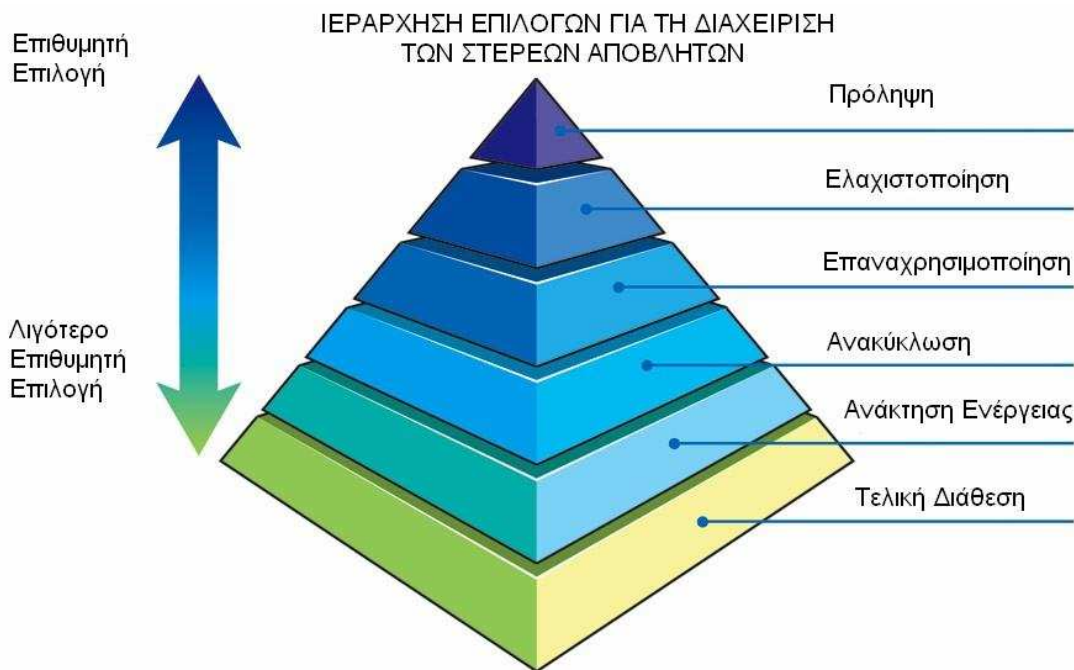 ΙΕΡΑΡΧΗΣΗ ΕΠΙΛΟΓΩΝ ΓΙΑ ΤΗ ΔΙΑΧΕΙΡΙΣΗ
ΤΩΝ ΣΤΕΡΕΩΝ ΑΠΟΒΛΗΤΩΝ
Επιθυμητή
Επιλογή
Πρόληψη
Ελαχιστοποίηση
Επαναχρησιμοποίηση
Λιγότερο
Επιθυμητή
Επιλογή
Ανακύκλωση
Ανάκτηση Ενέργειας
Τελική Διάθεση